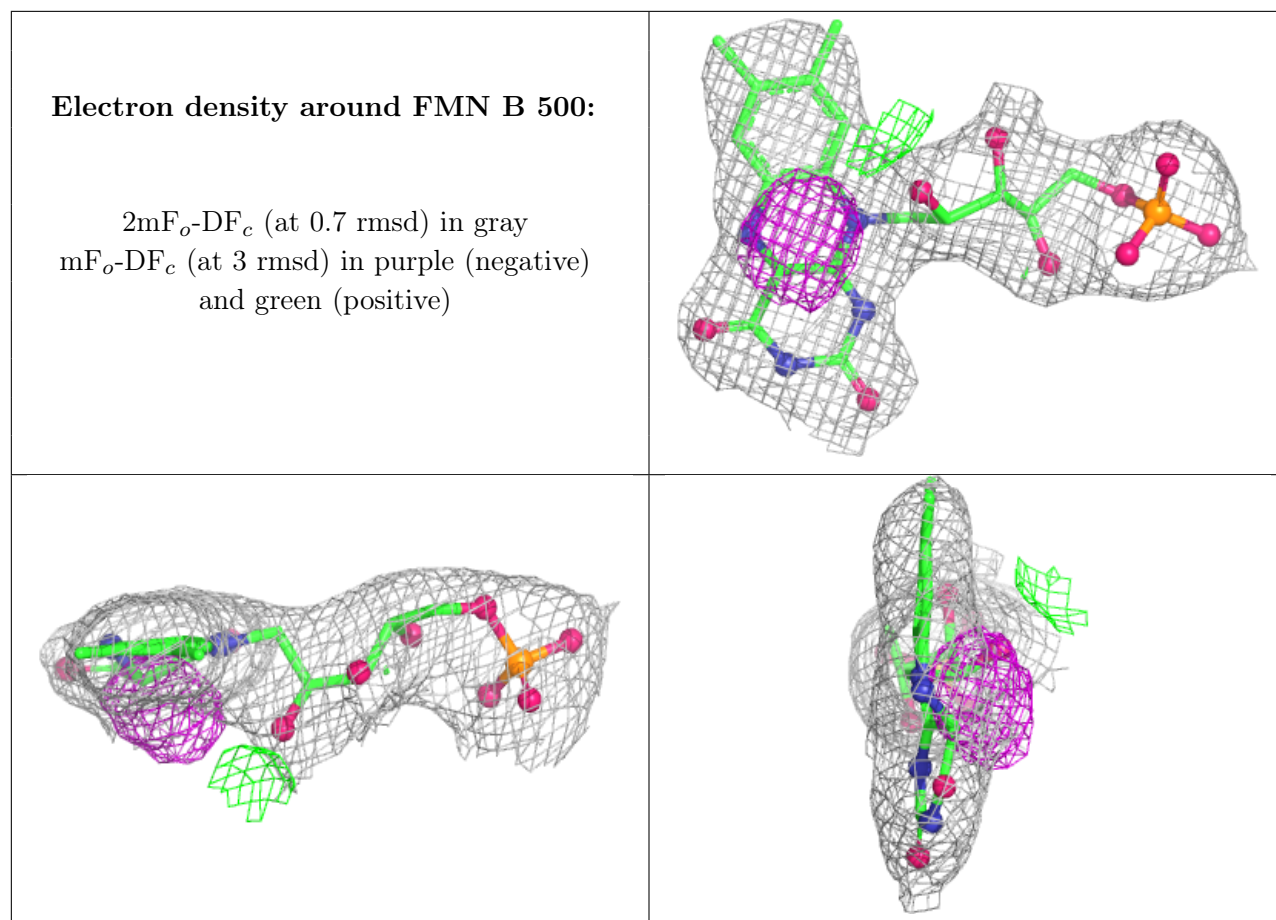 Electron density around FMN B 500:
2mFo-DFc (at 0.7 rmsd) in gray
mFo-DFc (at 3 rmsd) in purple (negative)
and green (positive)